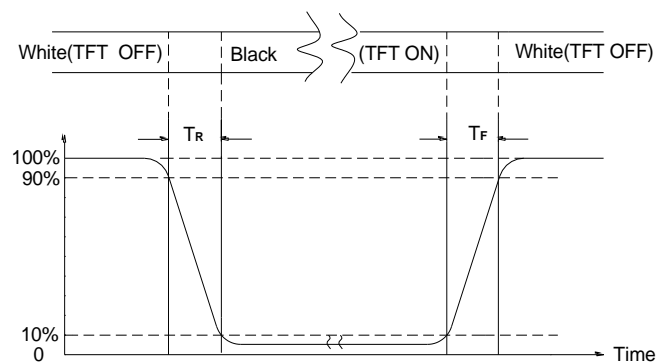 White(TFT OFF) Black (TFT ON) White(TFT OFF)
TR TF
100%
90%
10%
0 Time